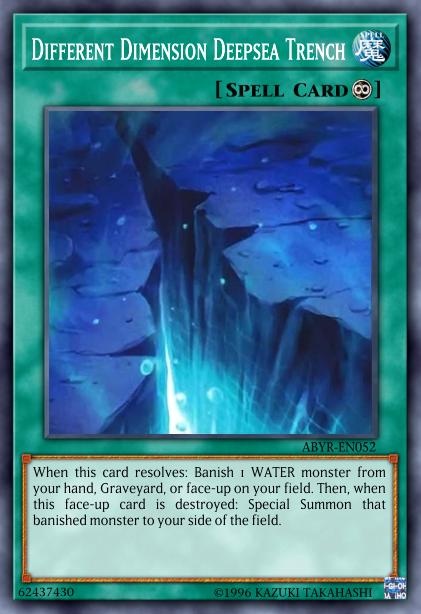 DIFFERENT DIMENSION DEEPSEA TRENCH
SPELL
魔
[SPELL CARD]
ABYR-EN052
When this card resolves: Banish 1 WATER monster from
your hand, Graveyard, or face-up on your field. Then, when
this face-up card is destroyed: Special Summon that
banished monster to your side of the field.
62437430
©1996 KAZUKI TAKAHASHI